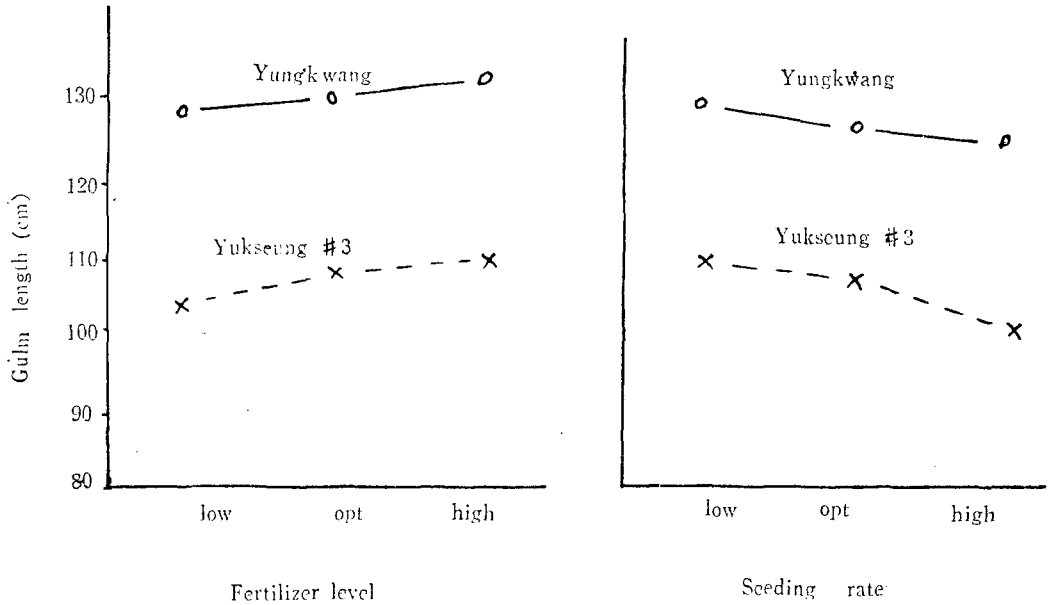 Gulm length (cm)
130
120
110
100
90
80
Yungkwang
Yukseung #3
low opt high
Fertilizer level
Yungkwang
Yukseung #3
low opt high
Seeding rate